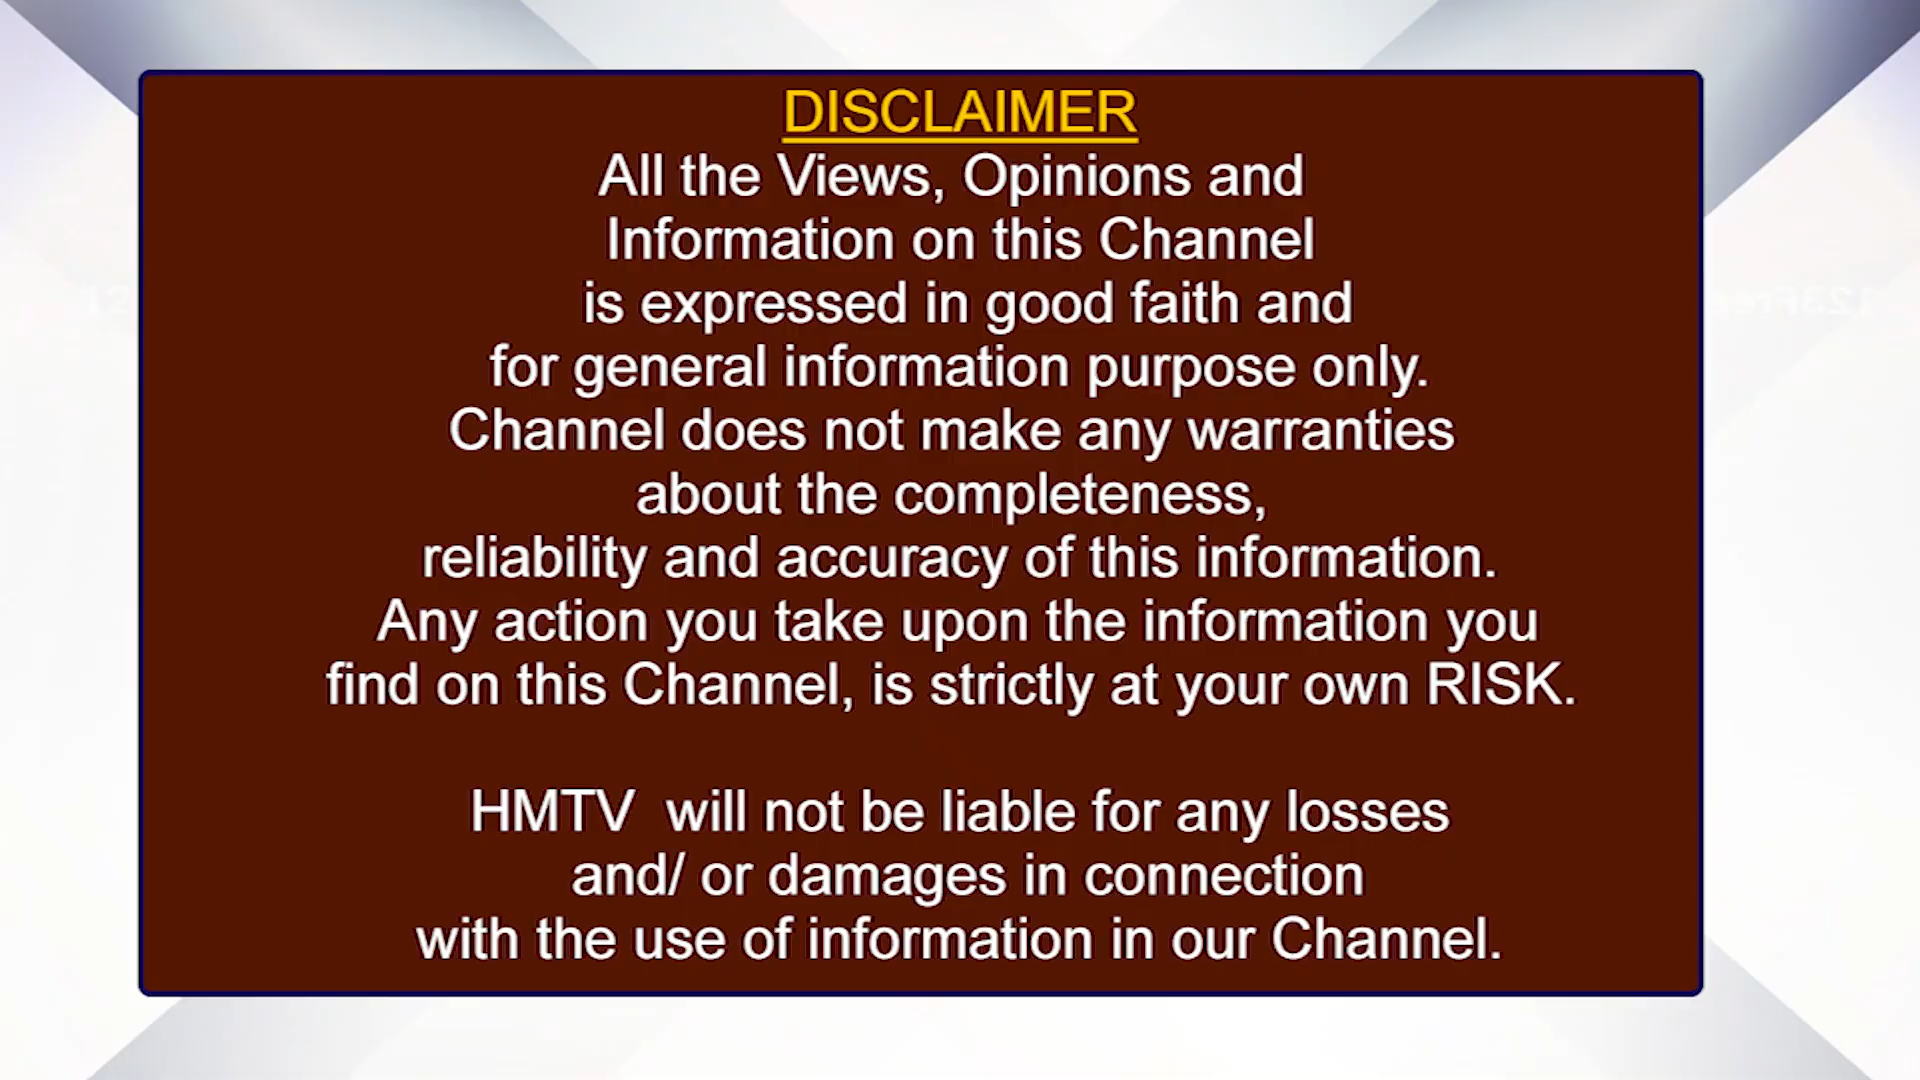 DISCLAIMER
All the Views, Opinions and
Information on this Channel
is expressed in good faith and
for general information purpose only.
Channel does not make any warranties
about the completeness,
reliability and accuracy of this information.
Any action you take upon the information you
find on this Channel, is strictly at your own RISK.
HMTV will not be liable for any losses
and/ or damages in connection
with the use of information in our Channel.